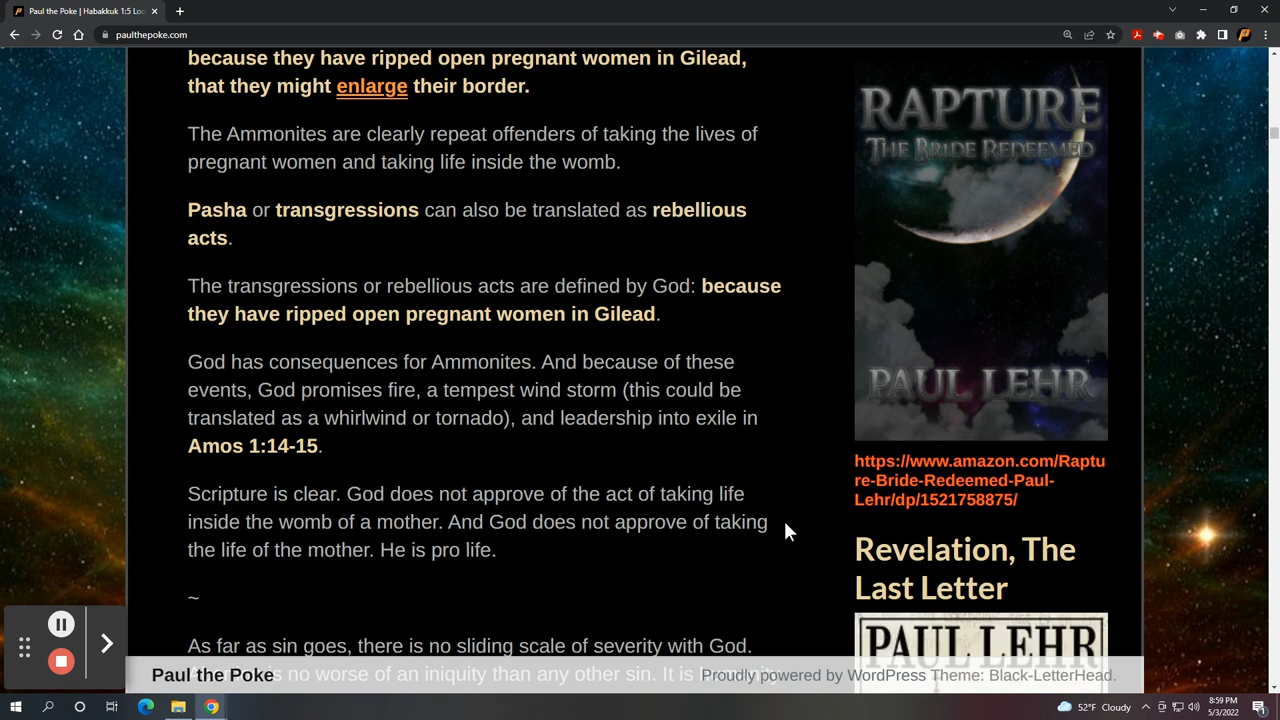 Paul the Poke | Habakkuk 1:5 Loo
paulthepoke.com
because they have ripped open pregnant women in Gilead,
that they might enlarge their border.
The Ammonites are clearly repeat offenders of taking the lives of
pregnant women and taking life inside the womb.
Pasha or transgressions can also be translated as rebellious
acts.
The transgressions or rebellious acts are defined by God: because
they have ripped open pregnant women in Gilead.
God has consequences for Ammonites. And because of these
events, God promises fire, a tempest wind storm (this could be
translated as a whirlwind or tornado), and leadership into exile in
Amos 1:14-15.
Scripture is clear. God does not approve of the act of taking life
inside the womb of a mother. And God does not approve of taking
the life of the mother. He is pro life.
~
As far as sin goes, there is no sliding scale of severity with God.
is no worse of an iniquity than any other sin. It is
RAPTURE
THE BRIDE REDEEMED
PAUL LEHR
https://www.amazon.com/Raptu
re-Bride-Redeemed-Paul-
Lehr/dp/1521758875/
Revelation, The
Last Letter
PAUL LEHR
Paul the Poke
Proudly powered by WordPress Theme: Black-LetterHead.
52°F Cloudy
8:59 PM
5/3/2022